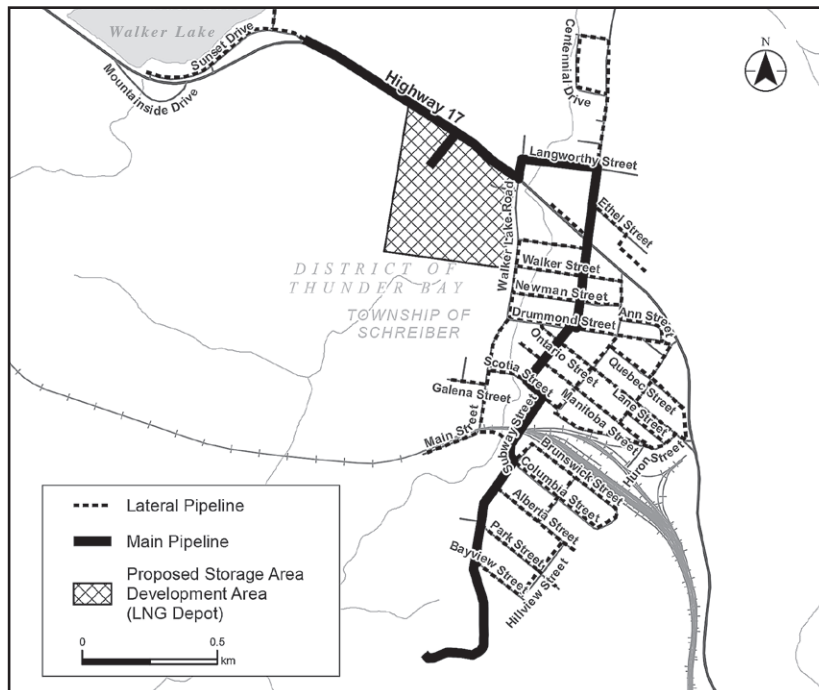 Walker Lake
Sunset Drive
Mountainside Drive
Centennial Drive
N
Highway 17
Langworthy Street
Ethel Street
Walker Lake Road
Walker Street
DISTRICT OF
THUNDER BAY
Newman Street
TOWNSHIP OF
SCHREIBER
Drummond Street
Ann Street
Ontario Street
Scotia Street
Quebec Street
Galena Street
Lane Street
Manitoba Street
Main Street
Subway Street
Huron Street
Brunswick Street
Columbia Street
Alberta Street
Park Street
Bayview Street
Hillview Street
Lateral Pipeline
Main Pipeline
Proposed Storage Area
Development Area
(LNG Depot)
0 0.5
km